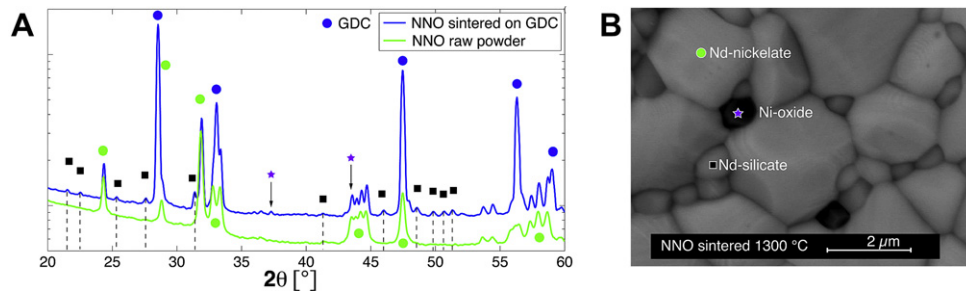 A
GDC
NNO sintered on GDC
NNO raw powder
20 25 30 35 40 45 50 55 60
2θ [°]
B
Nd-nickelate
Ni-oxide
Nd-silicate
NNO sintered 1300 °C
2 μm